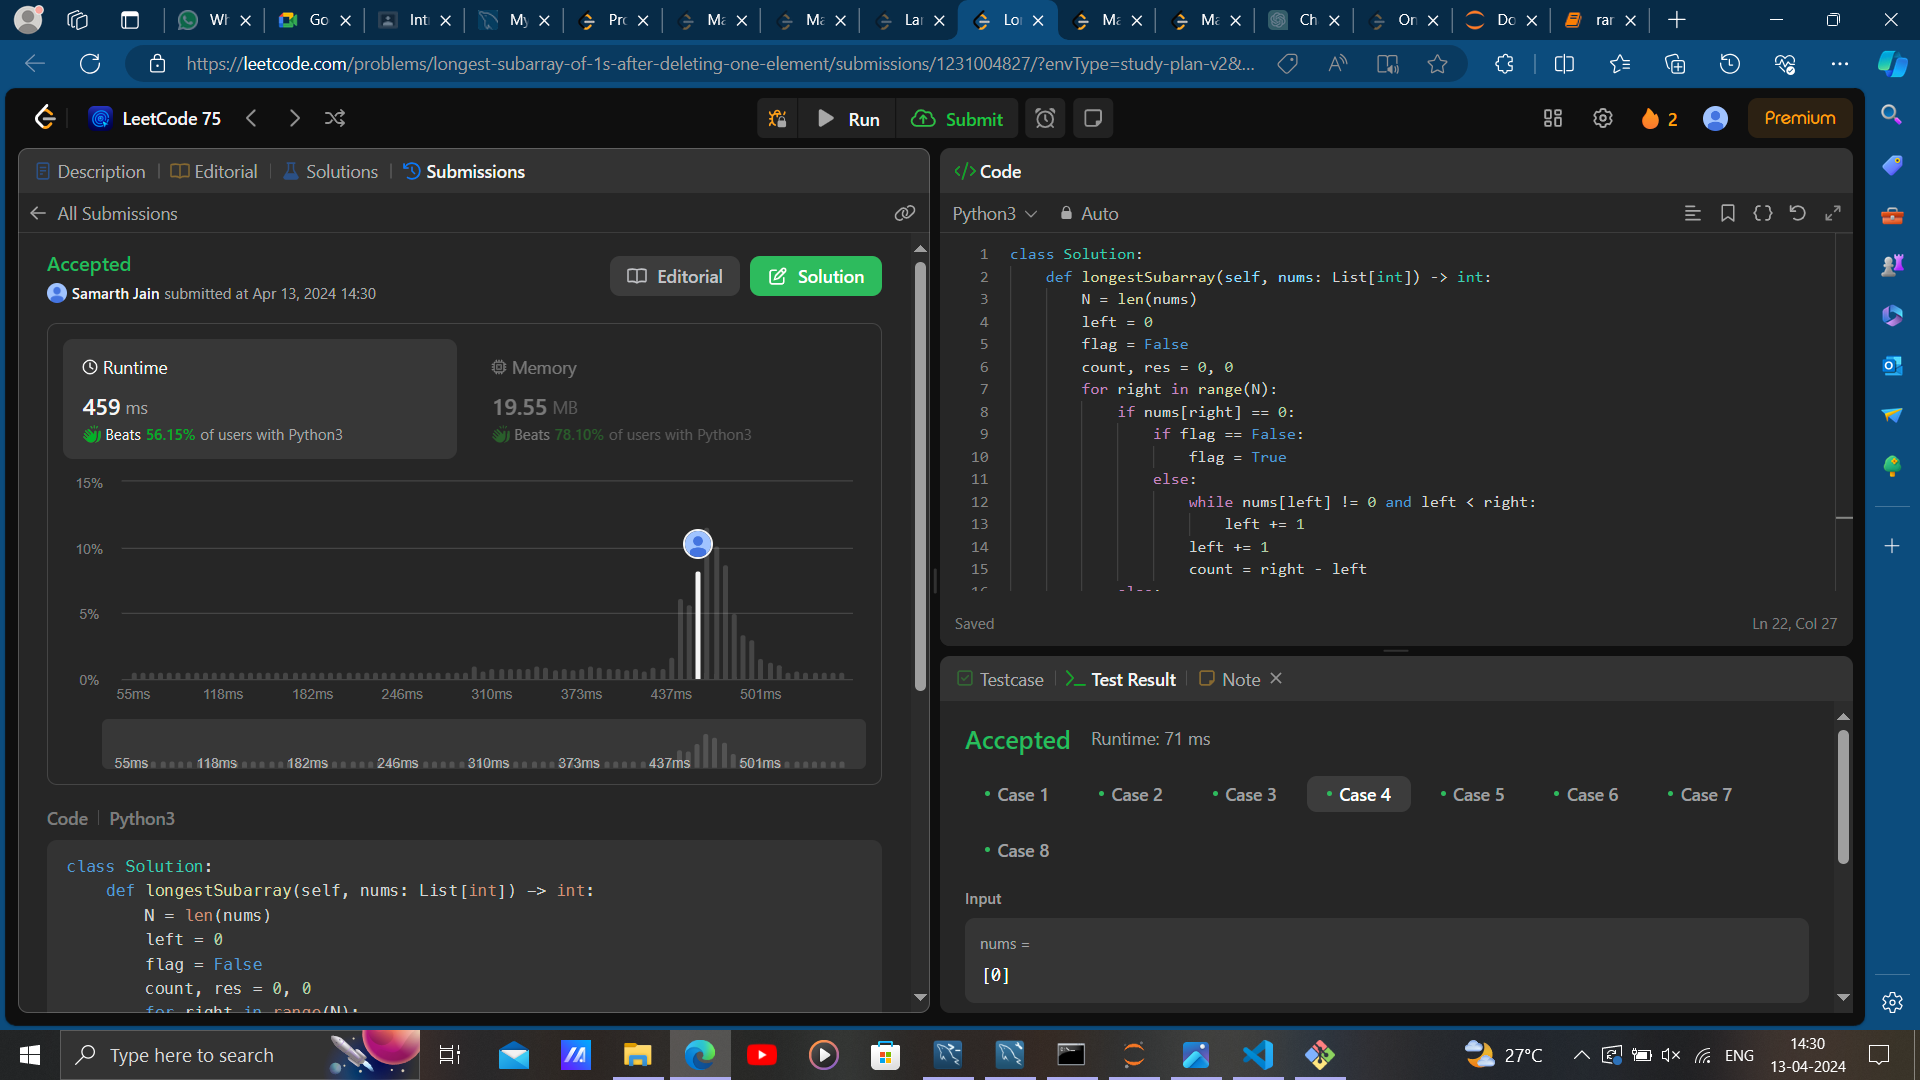 Wh
Go
Int
My
Pro
Ma
Ma
Lar
Lo
Ma
Ma
Ch
On
Do
rar
https://leetcode.com/problems/longest-subarray-of-1s-after-deleting-one-element/submissions/1231004827/?envType=study-plan-v2&...
LeetCode 75
Run
Submit
2
Premium
Description
Editorial
Solutions
Submissions
All Submissions
Accepted
Samarth Jain submitted at Apr 13, 2024 14:30
Editorial
Solution
Runtime
459 ms
Beats 56.15% of users with Python3
Memory
19.55 MB
Beats 78.10% of users with Python3
15%
10%
5%
0%
55ms 118ms 182ms 246ms 310ms 373ms 437ms 501ms
55ms 118ms 182ms 246ms 310ms 373ms 437ms 501ms
Code Python3
class Solution:
def longestSubarray(self, nums: List[int]) -> int:
N = len(nums)
left = 0
flag = False
count, res = 0, 0
for right in range(N):
</> Code
Python3 Auto
1 class Solution:
2 def longestSubarray(self, nums: List[int]) -> int:
3 N = len(nums)
4 left = 0
5 flag = False
6 count, res = 0, 0
7 for right in range(N):
8 if nums[right] == 0:
9 if flag == False:
10 flag = True
11 else:
12 while nums[left] != 0 and left < right:
13 left += 1
14 left += 1
15 count = right - left
16 else:
Saved
Ln 22, Col 27
Testcase
Test Result
Note
Accepted Runtime: 71 ms
Case 1
Case 2
Case 3
Case 4
Case 5
Case 6
Case 7
Case 8
Input
nums =
[0]
Type here to search
27°C
ENG
14:30
13-04-2024